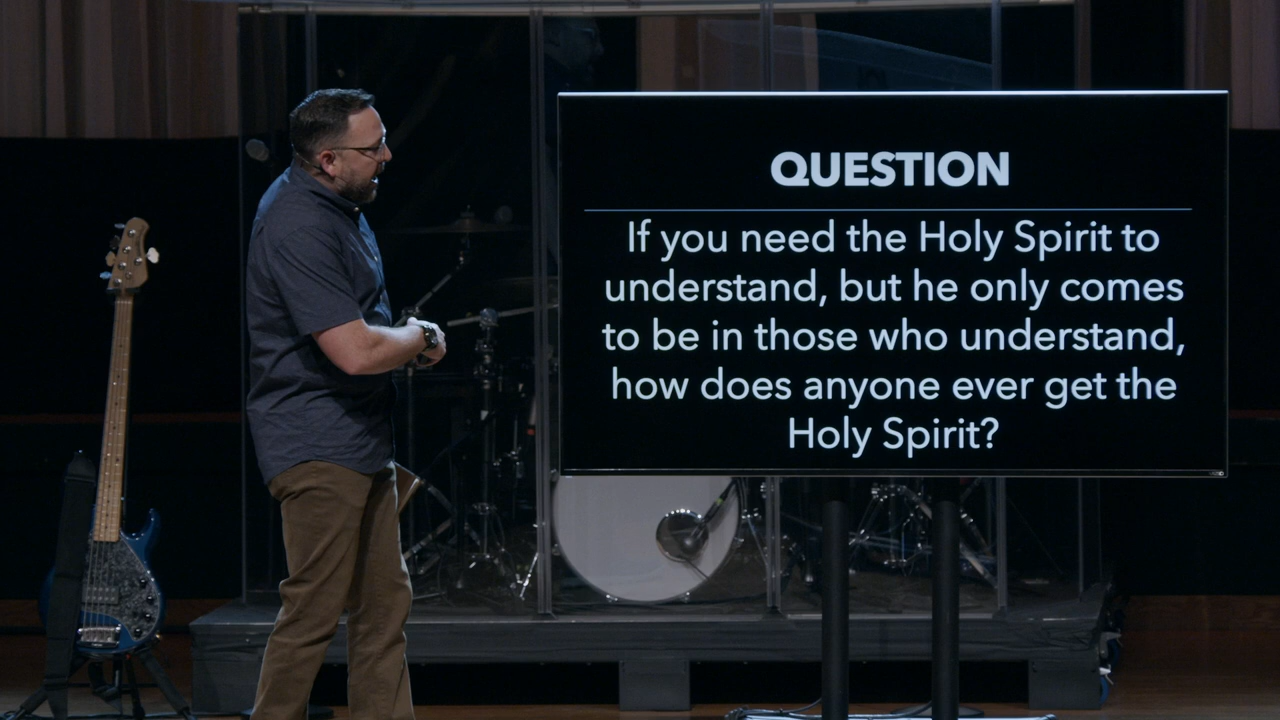 QUESTION
If you need the Holy Spirit to
understand, but he only comes
to be in those who understand,
how does anyone ever get the
Holy Spirit?